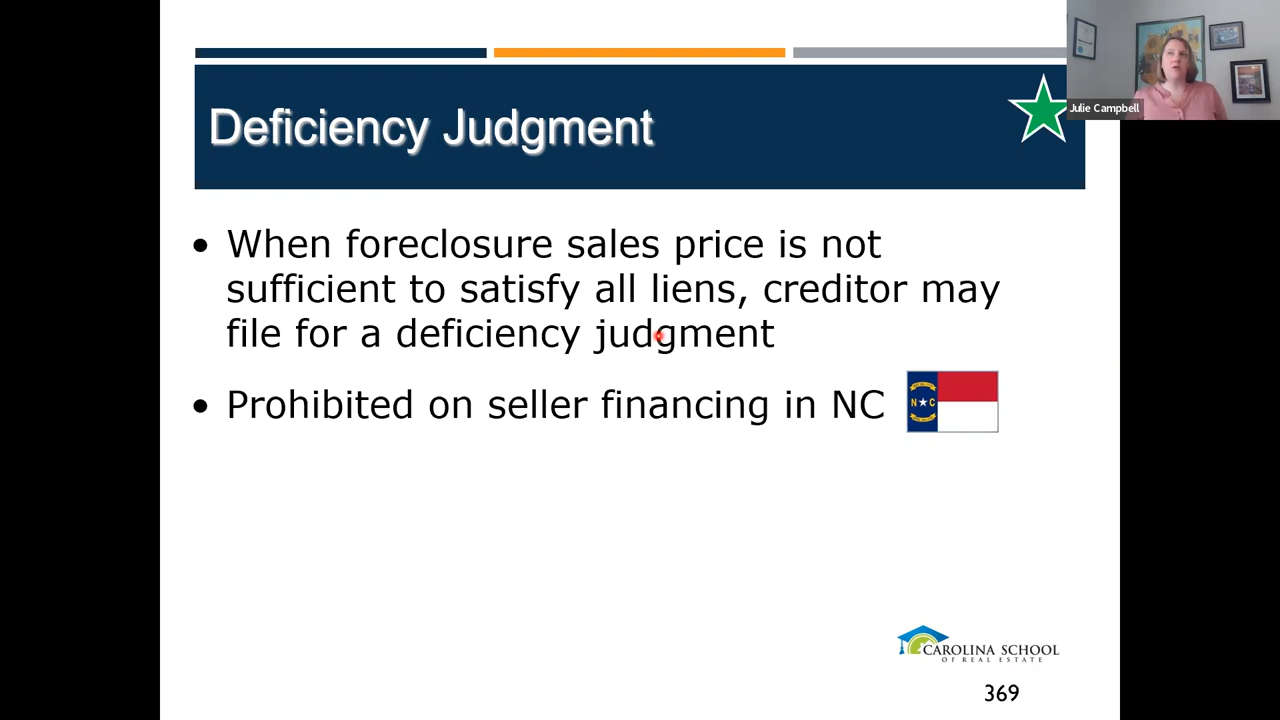 Julie Campbell
Deficiency Judgment
• When foreclosure sales price is not
sufficient to satisfy all liens, creditor may
file for a deficiency judgment
• Prohibited on seller financing in NC
N C
CAROLINA SCHOOL
OF REAL ESTATE
369